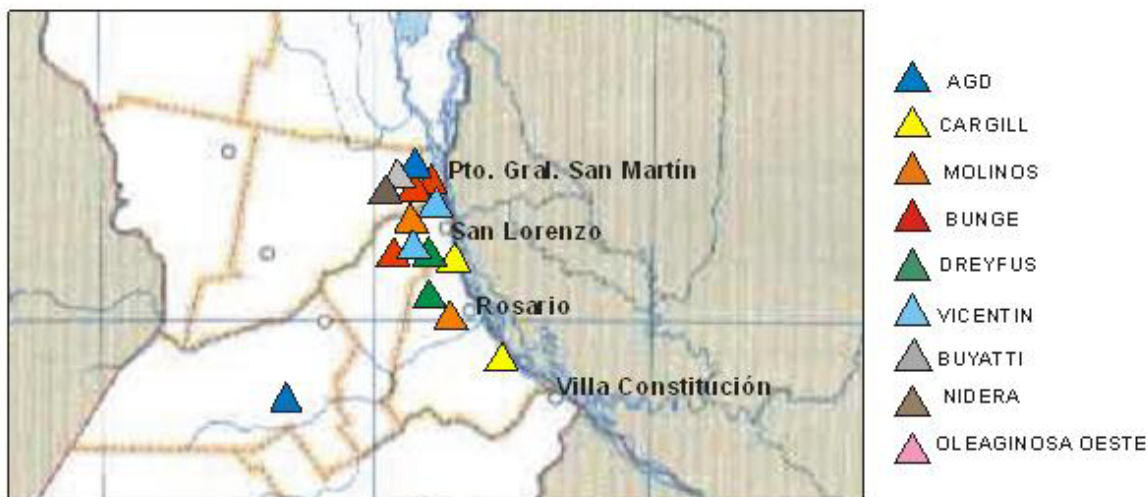 Pto. Gral. San Martín
San Lorenzo
Rosario
Villa Constitución
AGD
CARGILL
MOLINOS
BUNGE
DREYFUS
VICENTIN
BUYATTI
NIDERA
OLEAGINOSA OESTE